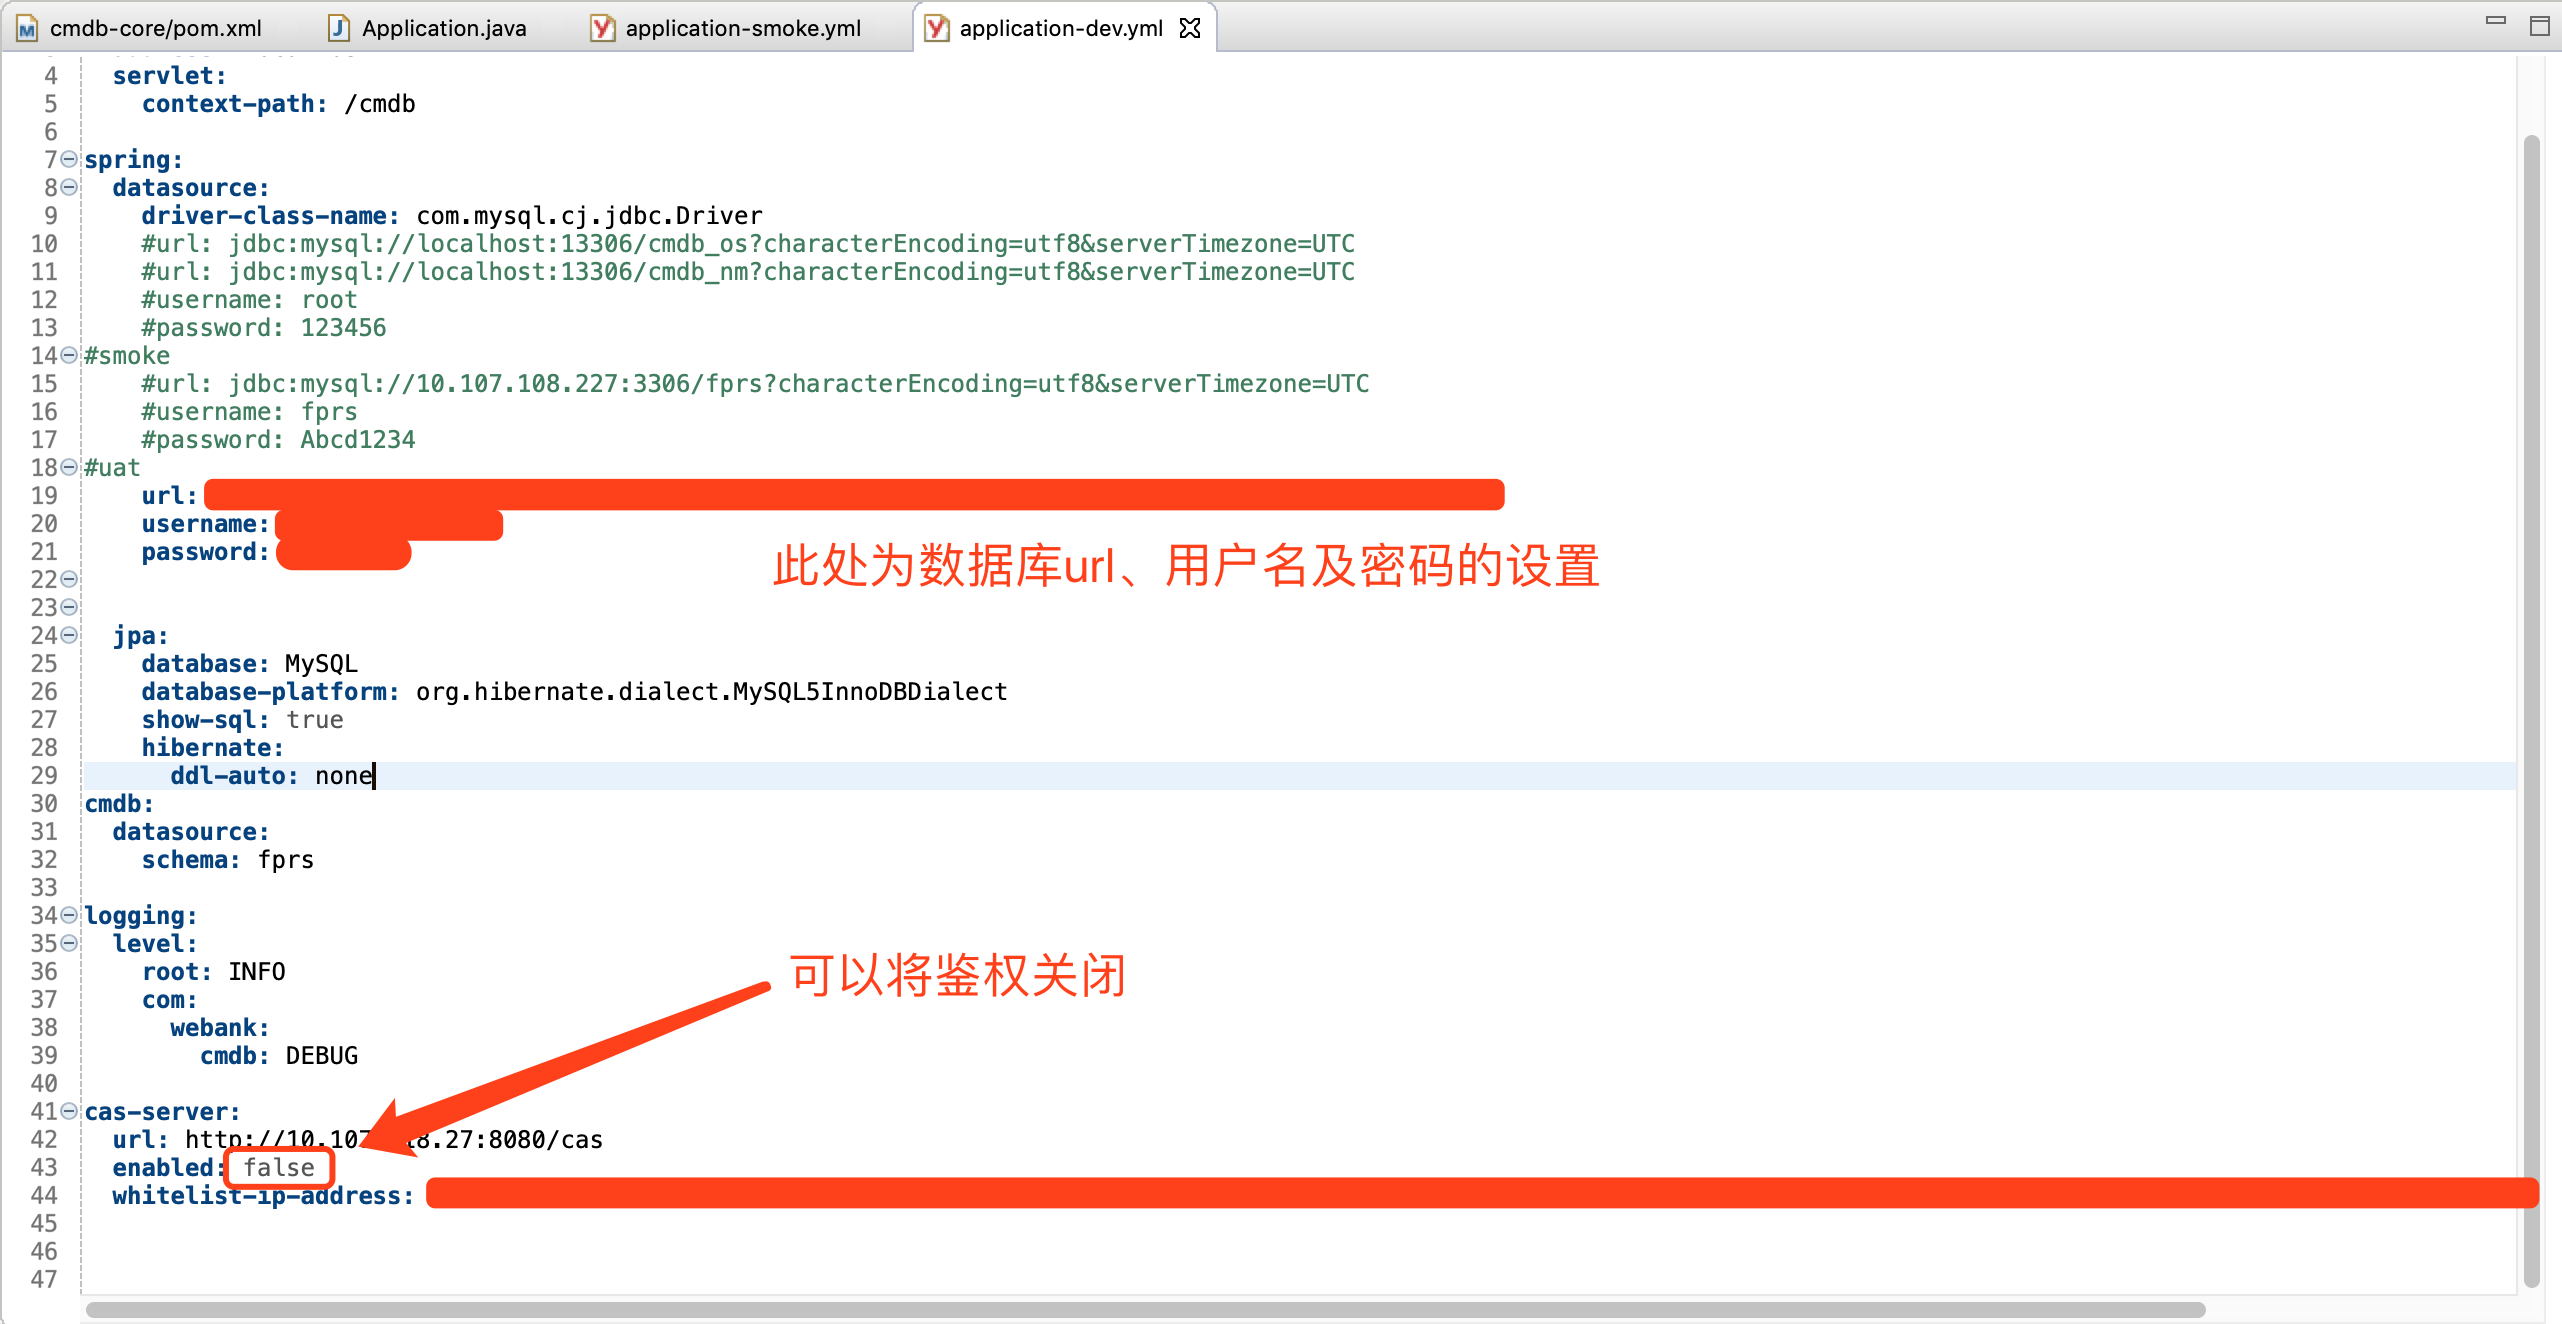 cmdb-core/pom.xml
Application.java
application-smoke.yml
application-dev.yml
4 servlet:
5 context-path: /cmdb
6
7 spring:
8 datasource:
9 driver-class-name: com.mysql.cj.jdbc.Driver
10 #url: jdbc:mysql://localhost:13306/cmdb_os?characterEncoding=utf8&serverTimezone=UTC
11 #url: jdbc:mysql://localhost:13306/cmdb_nm?characterEncoding=utf8&serverTimezone=UTC
12 #username: root
13 #password: 123456
14 #smoke
15 #url: jdbc:mysql://10.107.108.227:3306/fprs?characterEncoding=utf8&serverTimezone=UTC
16 #username: fprs
17 #password: Abcd1234
18 #uat
19 url:
20 username:
21 password:
此处为数据库url、用户名及密码的设置
22
23
24 jpa:
25 database: MySQL
26 database-platform: org.hibernate.dialect.MySQL5InnoDBDialect
27 show-sql: true
28 hibernate:
29 ddl-auto: none
30 cmdb:
31 datasource:
32 schema: fprs
33
34 logging:
35 level:
36 root: INFO
可以将鉴权关闭
37 com:
38 webank:
39 cmdb: DEBUG
40
41 cas-server:
42 url: 8.27:8080/cas
43 enabled: false
44 whitelist-ip-address:
45
46
47